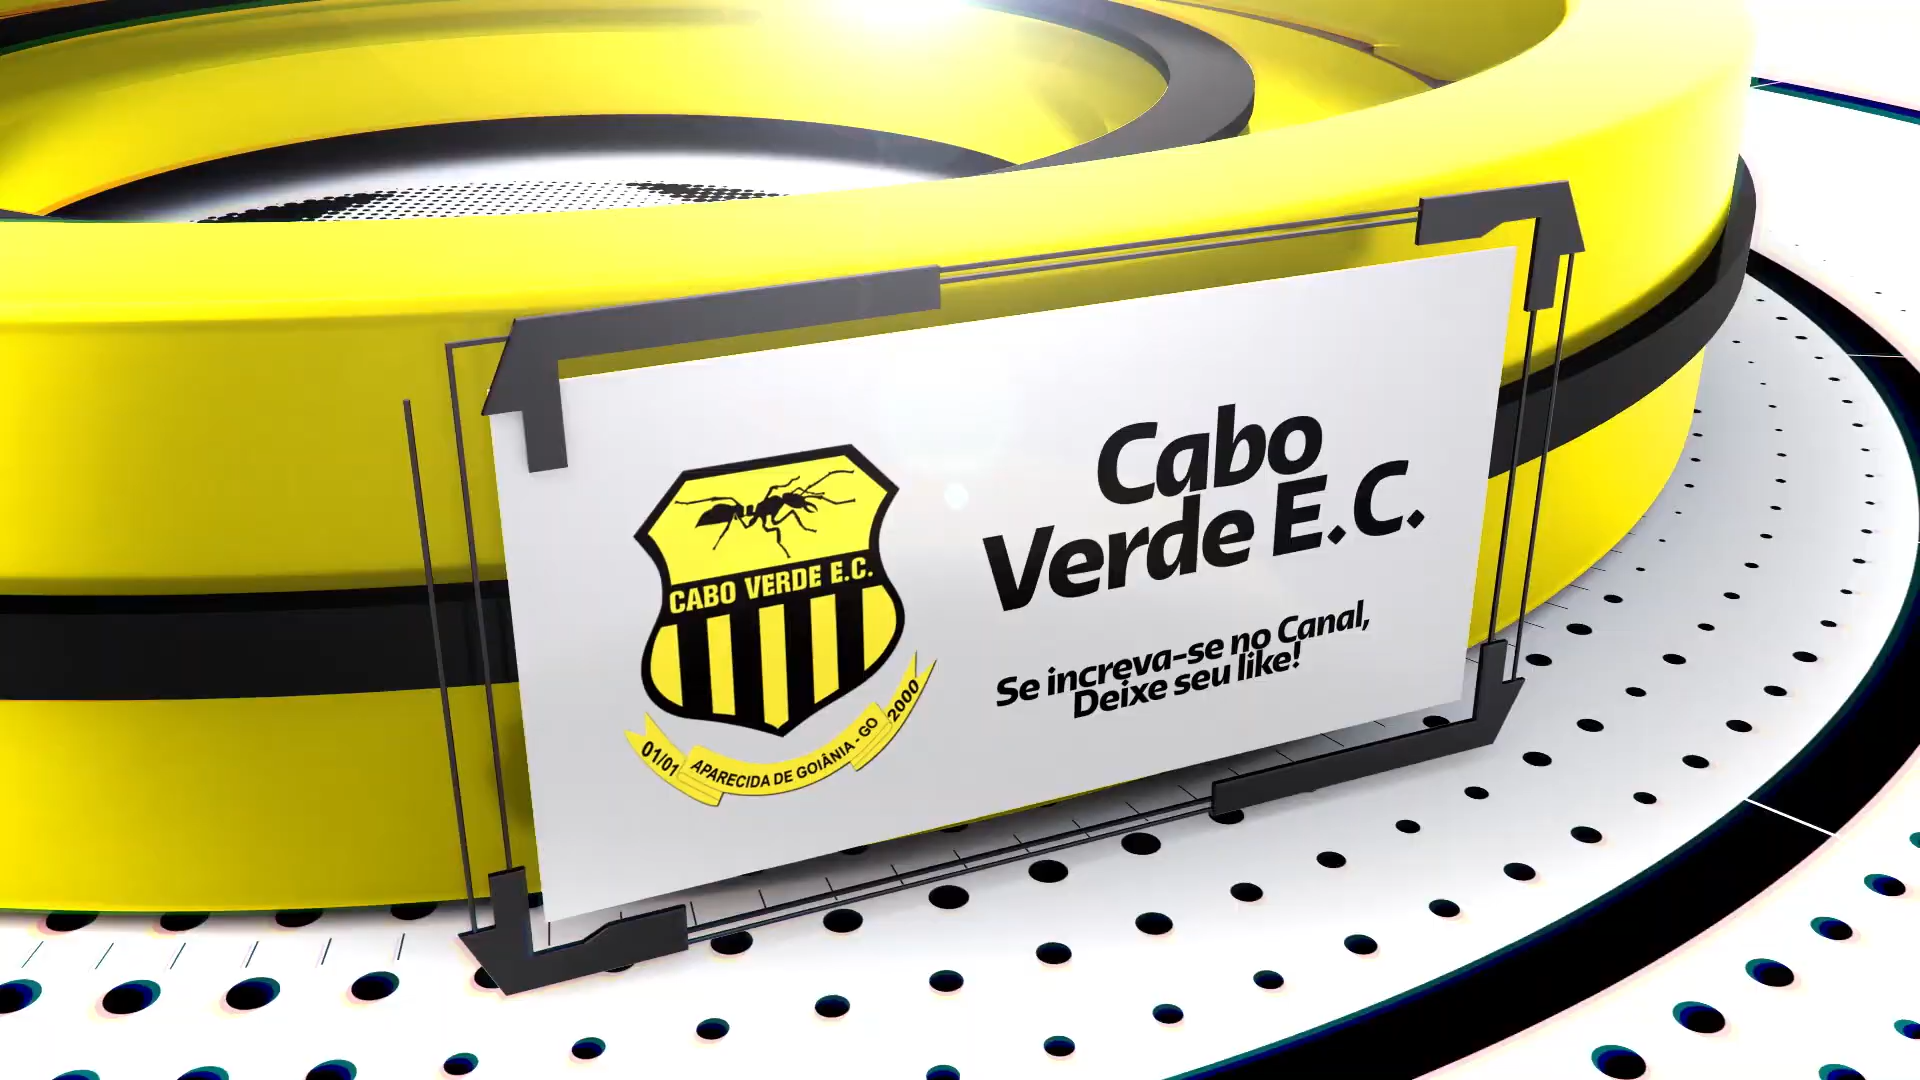 Cabo
Verde E.C.
Se increva-se no Canal,
Deixe seu like!
CABO VERDE E.C.
01/01 APARECIDA DE GOIÂNIA - GO 2000